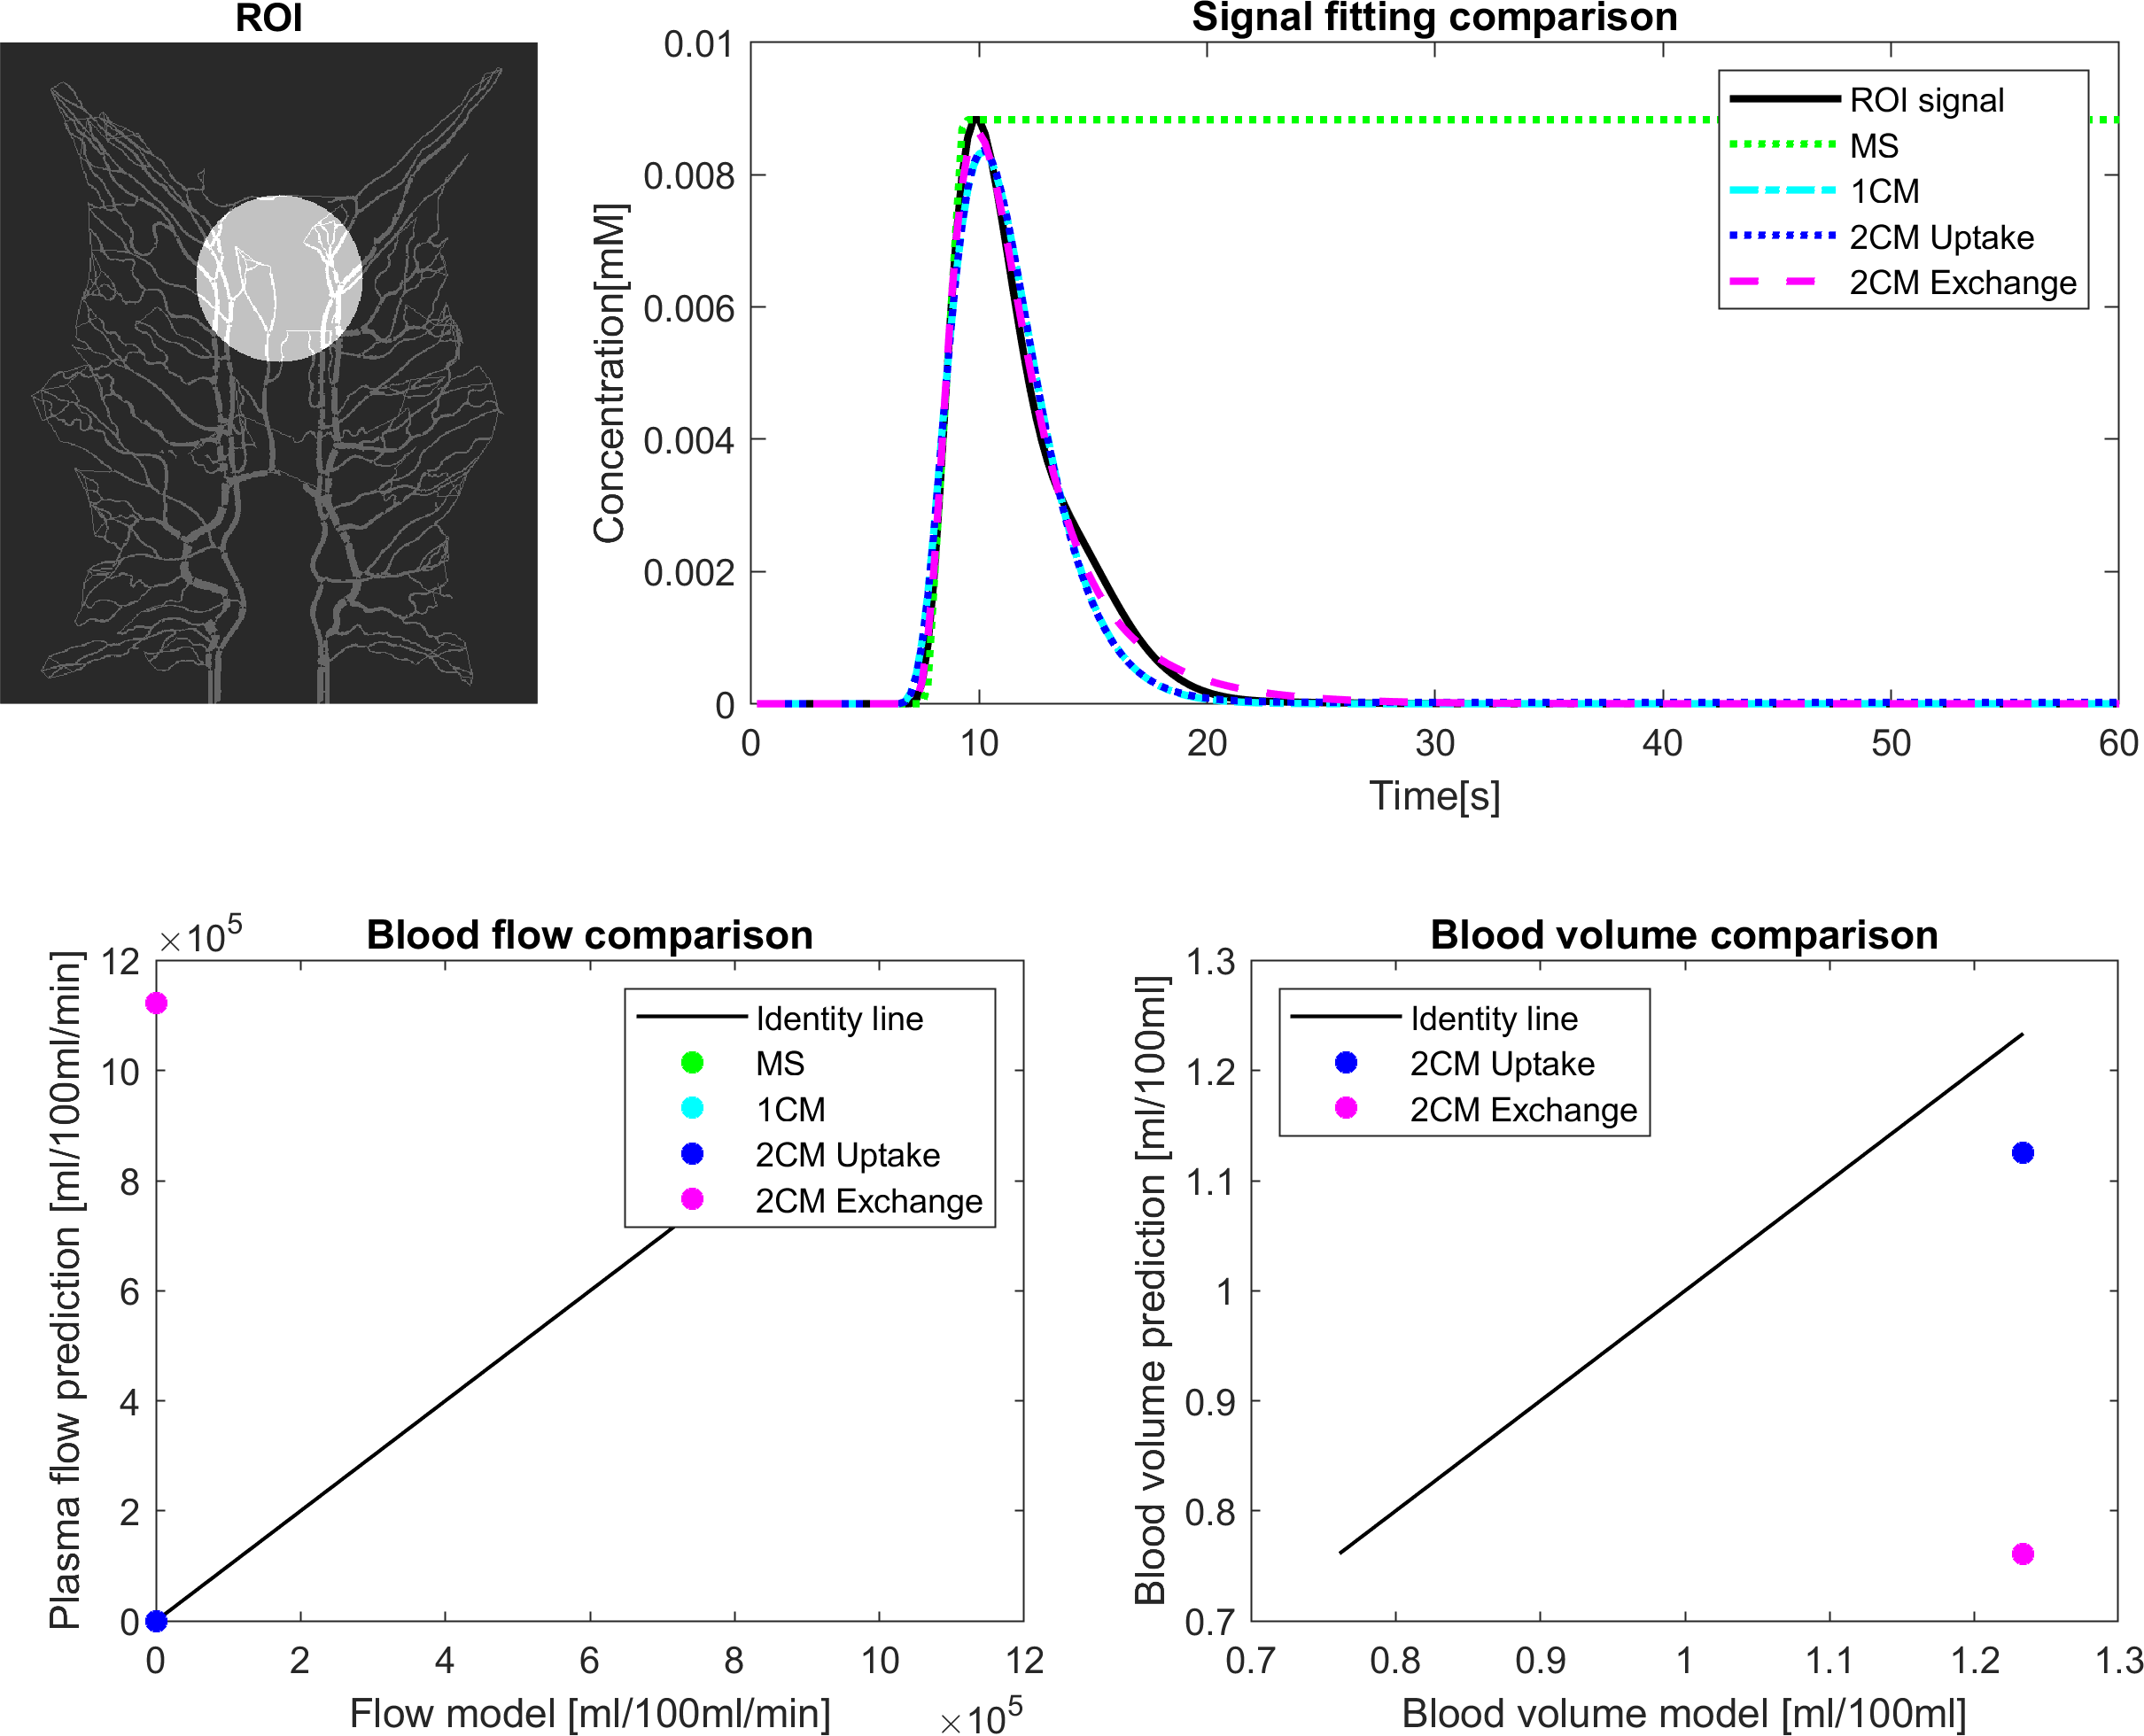 ROI
Signal fitting comparison
Concentration[mM]
0.01
0.008
0.006
0.004
0.002
0
0 10 20 30 40 50 60
Time[s]
ROI signal
MS
1CM
2CM Uptake
2CM Exchange
Blood flow comparison
×10⁵
Plasma flow prediction [ml/100ml/min]
12
10
8
6
4
2
0
0 2 4 6 8 10 12
Flow model [ml/100ml/min]
×10⁵
Identity line
MS
1CM
2CM Uptake
2CM Exchange
Blood volume comparison
Blood volume prediction [ml/100ml]
1.3
1.2
1.1
1
0.9
0.8
0.7
0.7 0.8 0.9 1 1.1 1.2 1.3
Blood volume model [ml/100ml]
Identity line
2CM Uptake
2CM Exchange